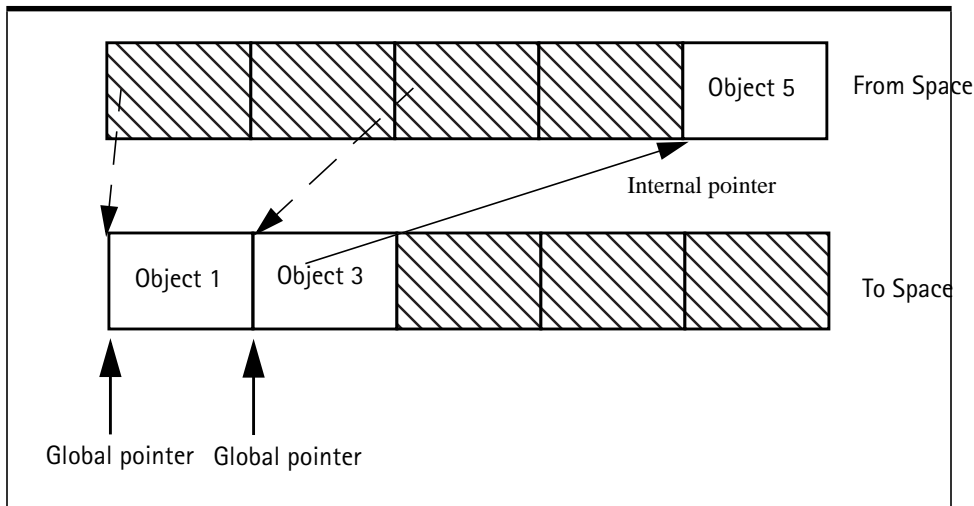 Object 5
From Space
Internal pointer
Object 1
Object 3
To Space
Global pointer
Global pointer